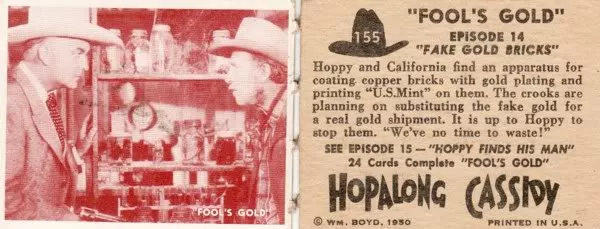 "FOOL'S GOLD"
155
"FOOL'S GOLD"
EPISODE 14
"FAKE GOLD BRICKS"
Hoppy and California find an apparatus for
coating copper bricks with gold plating and
printing "U.S.Mint" on them. The crooks are
planning on substituting the fake gold for
a real gold shipment. It is up to Hoppy to
stop them. "We've no time to waste!"
SEE EPISODE 15 — "HOPPY FINDS HIS MAN"
24 Cards Complete "FOOL'S GOLD"
HOPALONG CASSIDY
© WM. BOYD, 1950 PRINTED IN U.S.A.